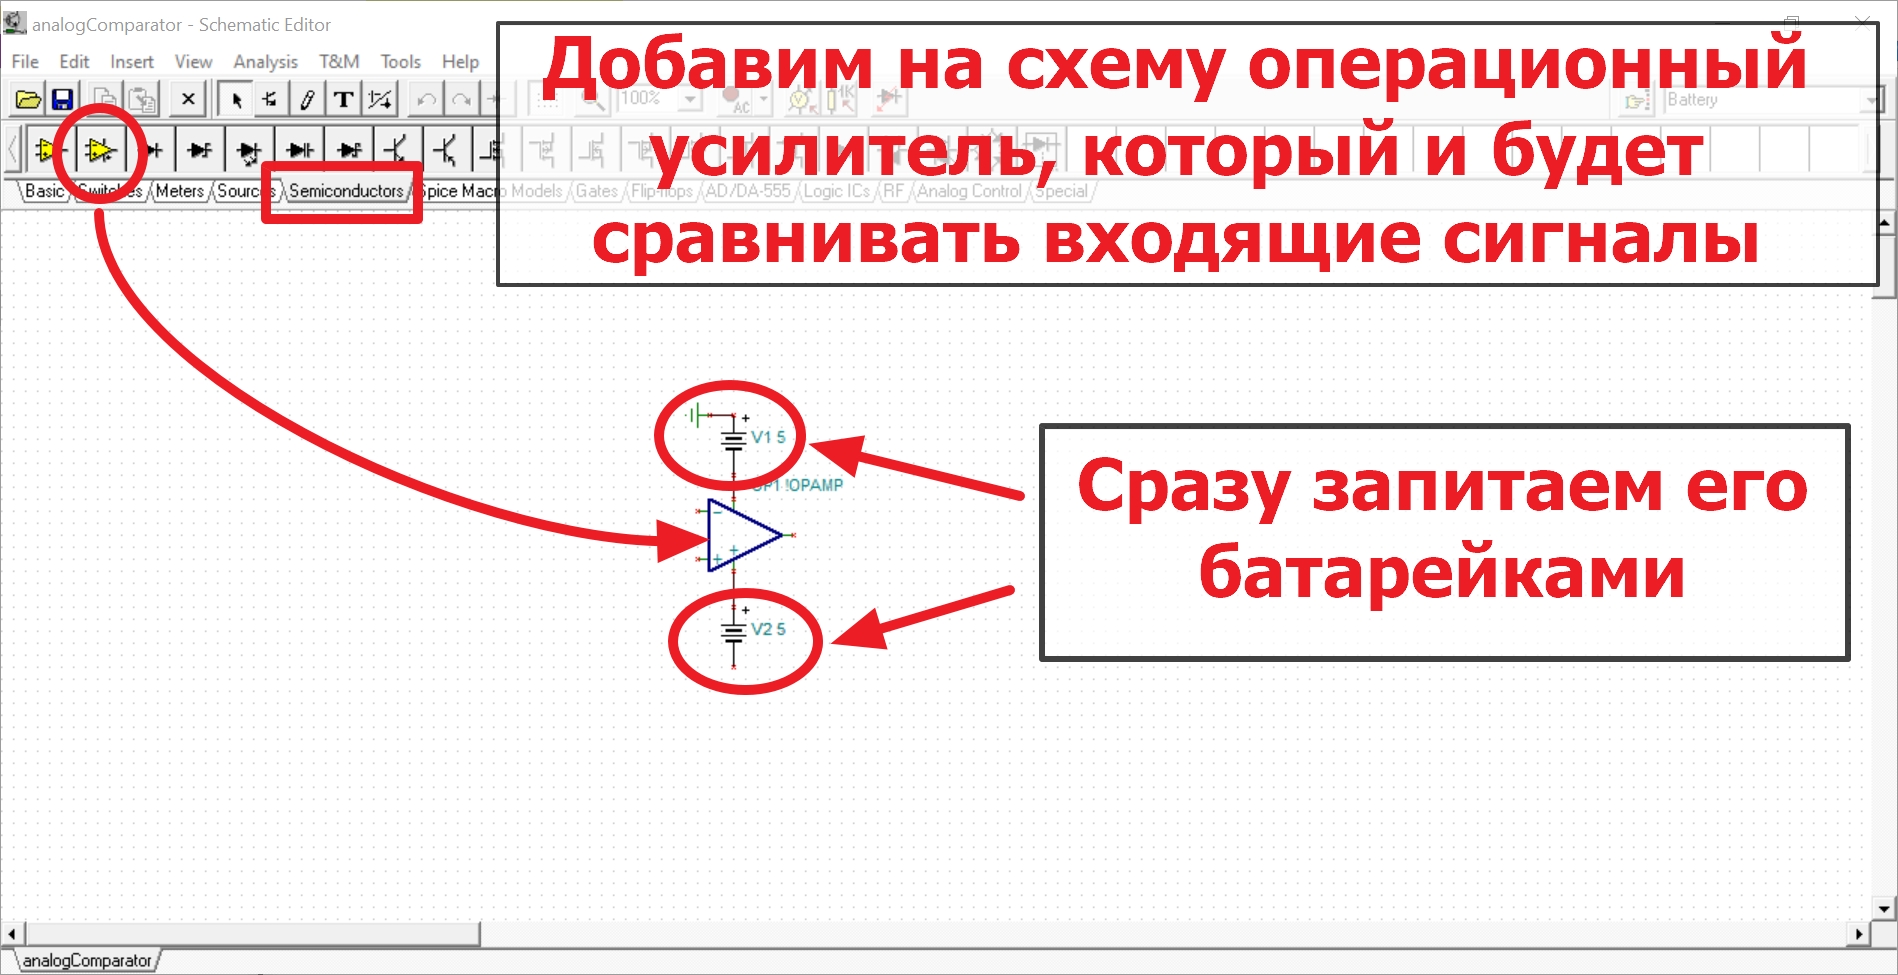 analogComparator - Schematic Editor
Добавим на схему операционный
усилитель, который и будет
сравнивать входящие сигналы
File Edit Insert View Analysis T&M Tools Help
T 100% AC V 1K Battery
Basic Switches Meters Sources Semiconductors Spice Macro Models Gates Flip-flops AD/DA-555 Logic ICs RF Analog Control Special
+
V1 5
OP1 !OPAMP
Сразу запитаем его
батарейками
+
V2 5
analogComparator